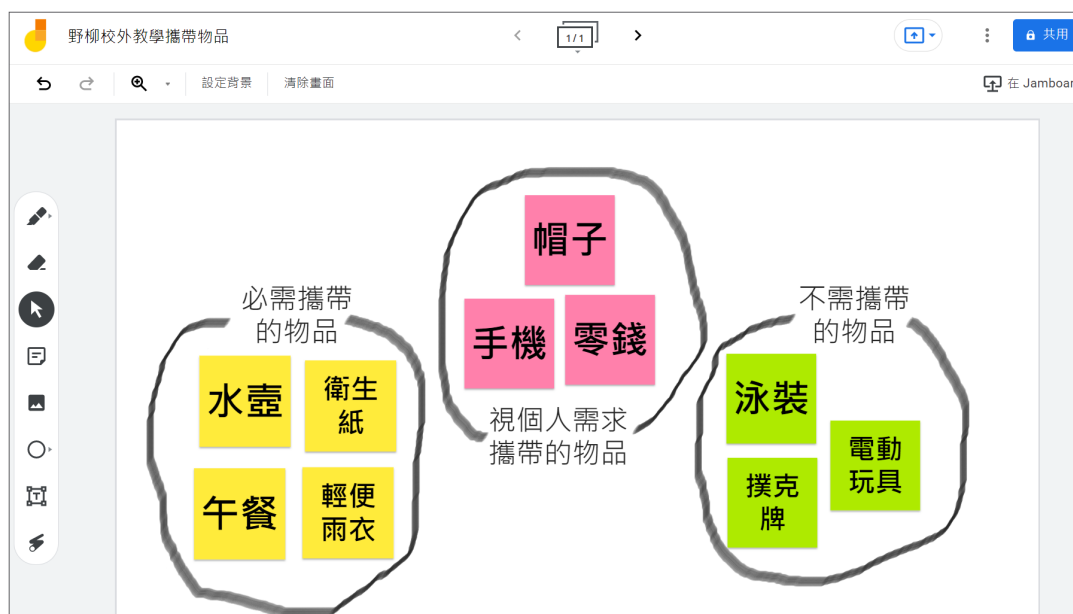 野柳校外教學攜帶物品
1/1
共用
設定背景
清除畫面
在 Jamboar
帽子
手機
零錢
視個人需求
攜帶的物品
必需攜帶
的物品
水壺
衛生
紙
午餐
輕便
雨衣
不需攜帶
的物品
泳裝
電動
玩具
撲克
牌